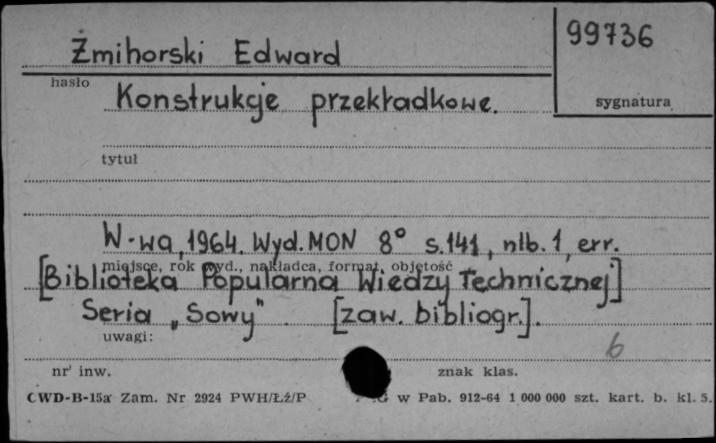 Żmihorski Edward
99736
hasło
sygnatura
Konstrukcje przekładkowe.
tytuł
W-wa, 1964. Wyd. MON 8° s. 141, nlb. 1, err.
miejsce, rok wyd., nakładca, format, objętość
[Biblioteka Popularna Wiedzy Technicznej]
Seria „Sowy". [zaw. bibliogr.].
uwagi:
6
nr inw.
znak klas.
CWD-B-15a Zam. Nr 2924 PWH/Łż/P w Pab. 912-64 1 000 000 szt. kart. b. kl. 5.